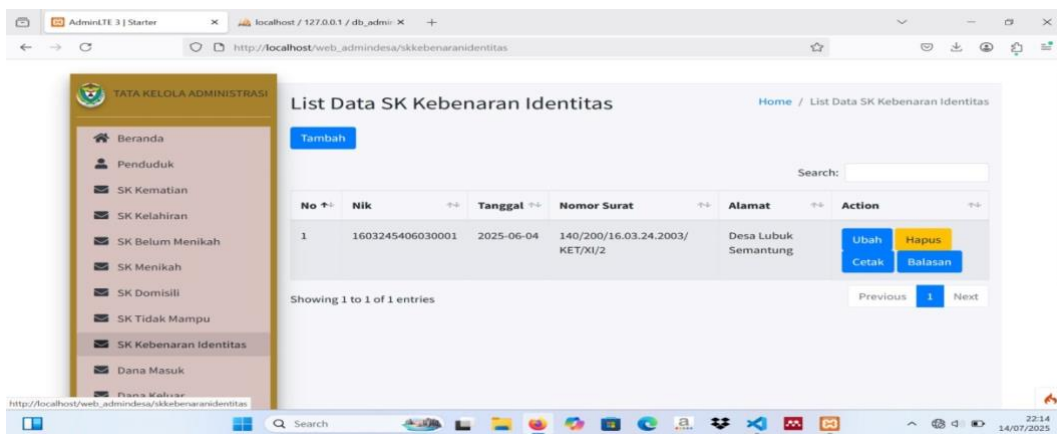 AdminLTE 3 | Starter
localhost / 127.0.0.1 / db_admin
http://localhost/web_admindesa/skkebenaranidentitas
TATA KELOLA ADMINISTRASI
Beranda
Penduduk
SK Kematian
SK Kelahiran
SK Belum Menikah
SK Menikah
SK Domisili
SK Tidak Mampu
SK Kebenaran Identitas
Dana Masuk
Dana Keluar
List Data SK Kebenaran Identitas
Home / List Data SK Kebenaran Identitas
Tambah
Search:
No Nik Tanggal Nomor Surat Alamat Action
1 1603245406030001 2025-06-04 140/200/16.03.24.2003/ Desa Lubuk Ubah Hapus
KET/XI/2 Semantung Cetak Balasan
Showing 1 to 1 of 1 entries
Previous 1 Next
http://localhost/web_admindesa/skkebenaranidentitas
Search
22:14
14/07/2025